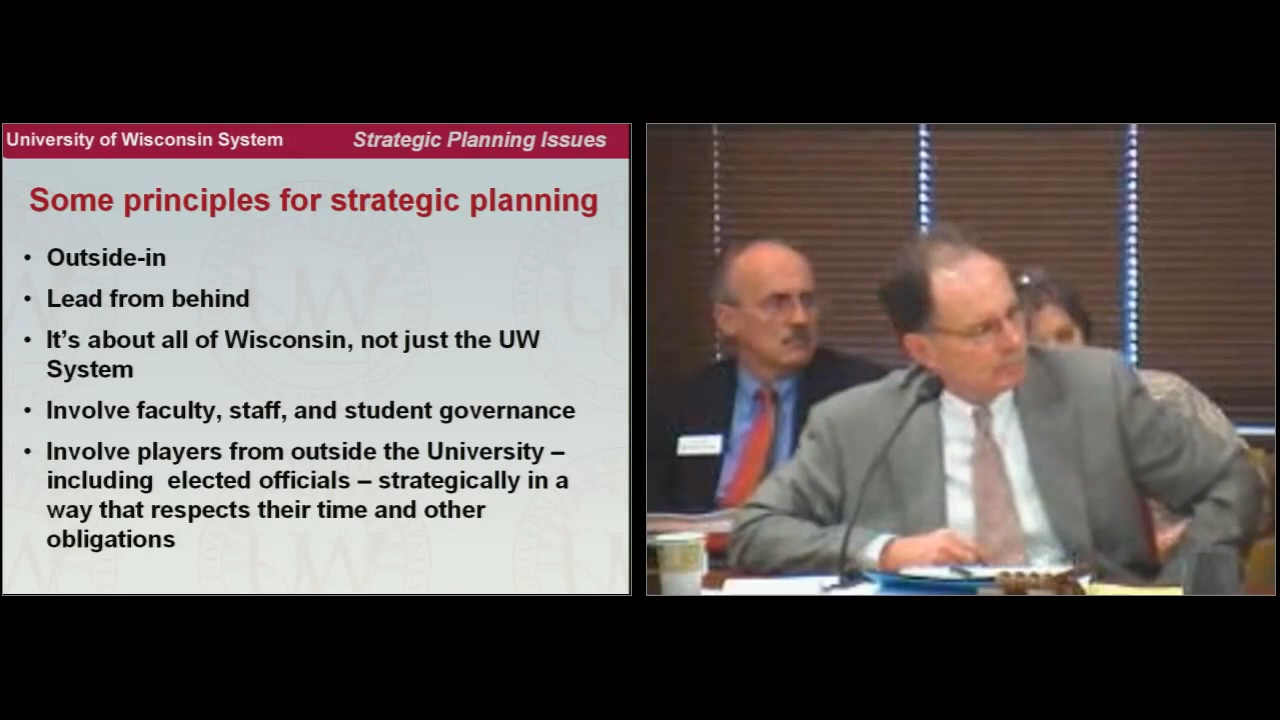 University of Wisconsin System Strategic Planning Issues
Some principles for strategic planning
• Outside-in
• Lead from behind
• It’s about all of Wisconsin, not just the UW
System
• Involve faculty, staff, and student governance
• Involve players from outside the University –
including elected officials – strategically in a
way that respects their time and other
obligations
UW